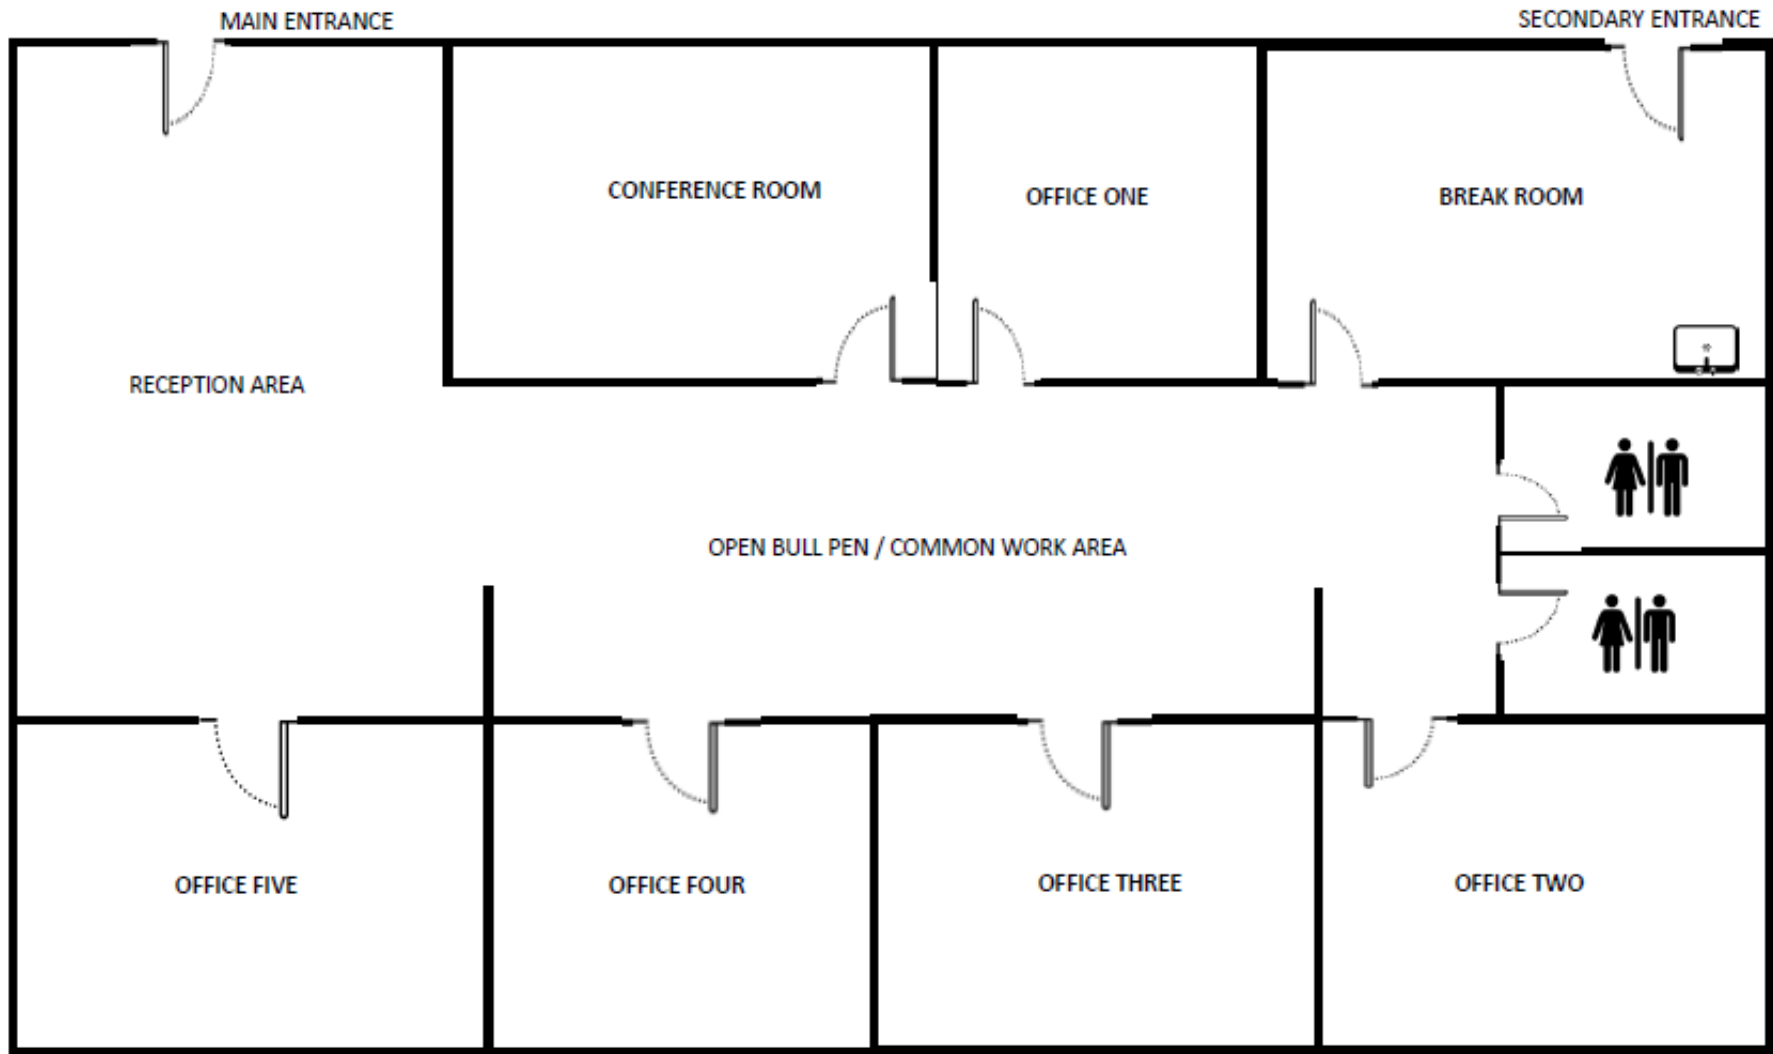 MAIN ENTRANCE
SECONDARY ENTRANCE
CONFERENCE ROOM
OFFICE ONE
BREAK ROOM
RECEPTION AREA
OPEN BULL PEN / COMMON WORK AREA
OFFICE FIVE
OFFICE FOUR
OFFICE THREE
OFFICE TWO